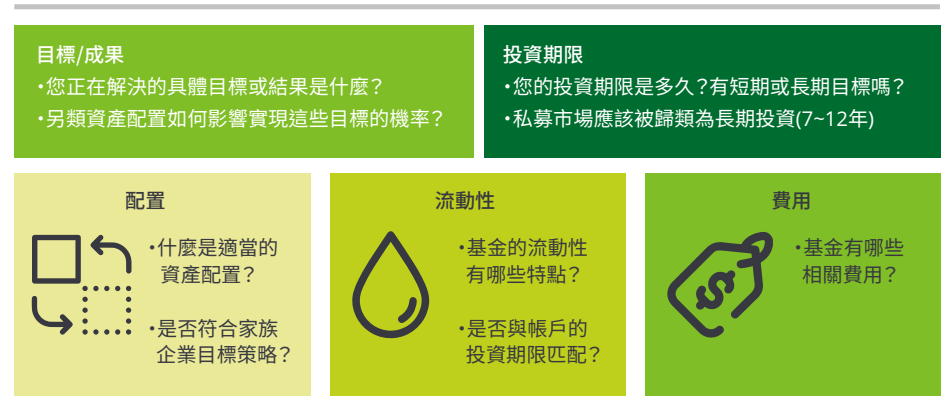 目標/成果
•您正在解決的具體目標或結果是什麼？
•另類資產配置如何影響實現這些目標的機率？
投資期限
•您的投資期限是多久？有短期或長期目標嗎？
•私募市場應該被歸類為長期投資(7~12年)
配置
•什麼是適當的
資產配置？
•是否符合家族
企業目標策略？
流動性
•基金的流動性
有哪些特點？
•是否與帳戶的
投資期限匹配？
費用
$
•基金有哪些
相關費用？